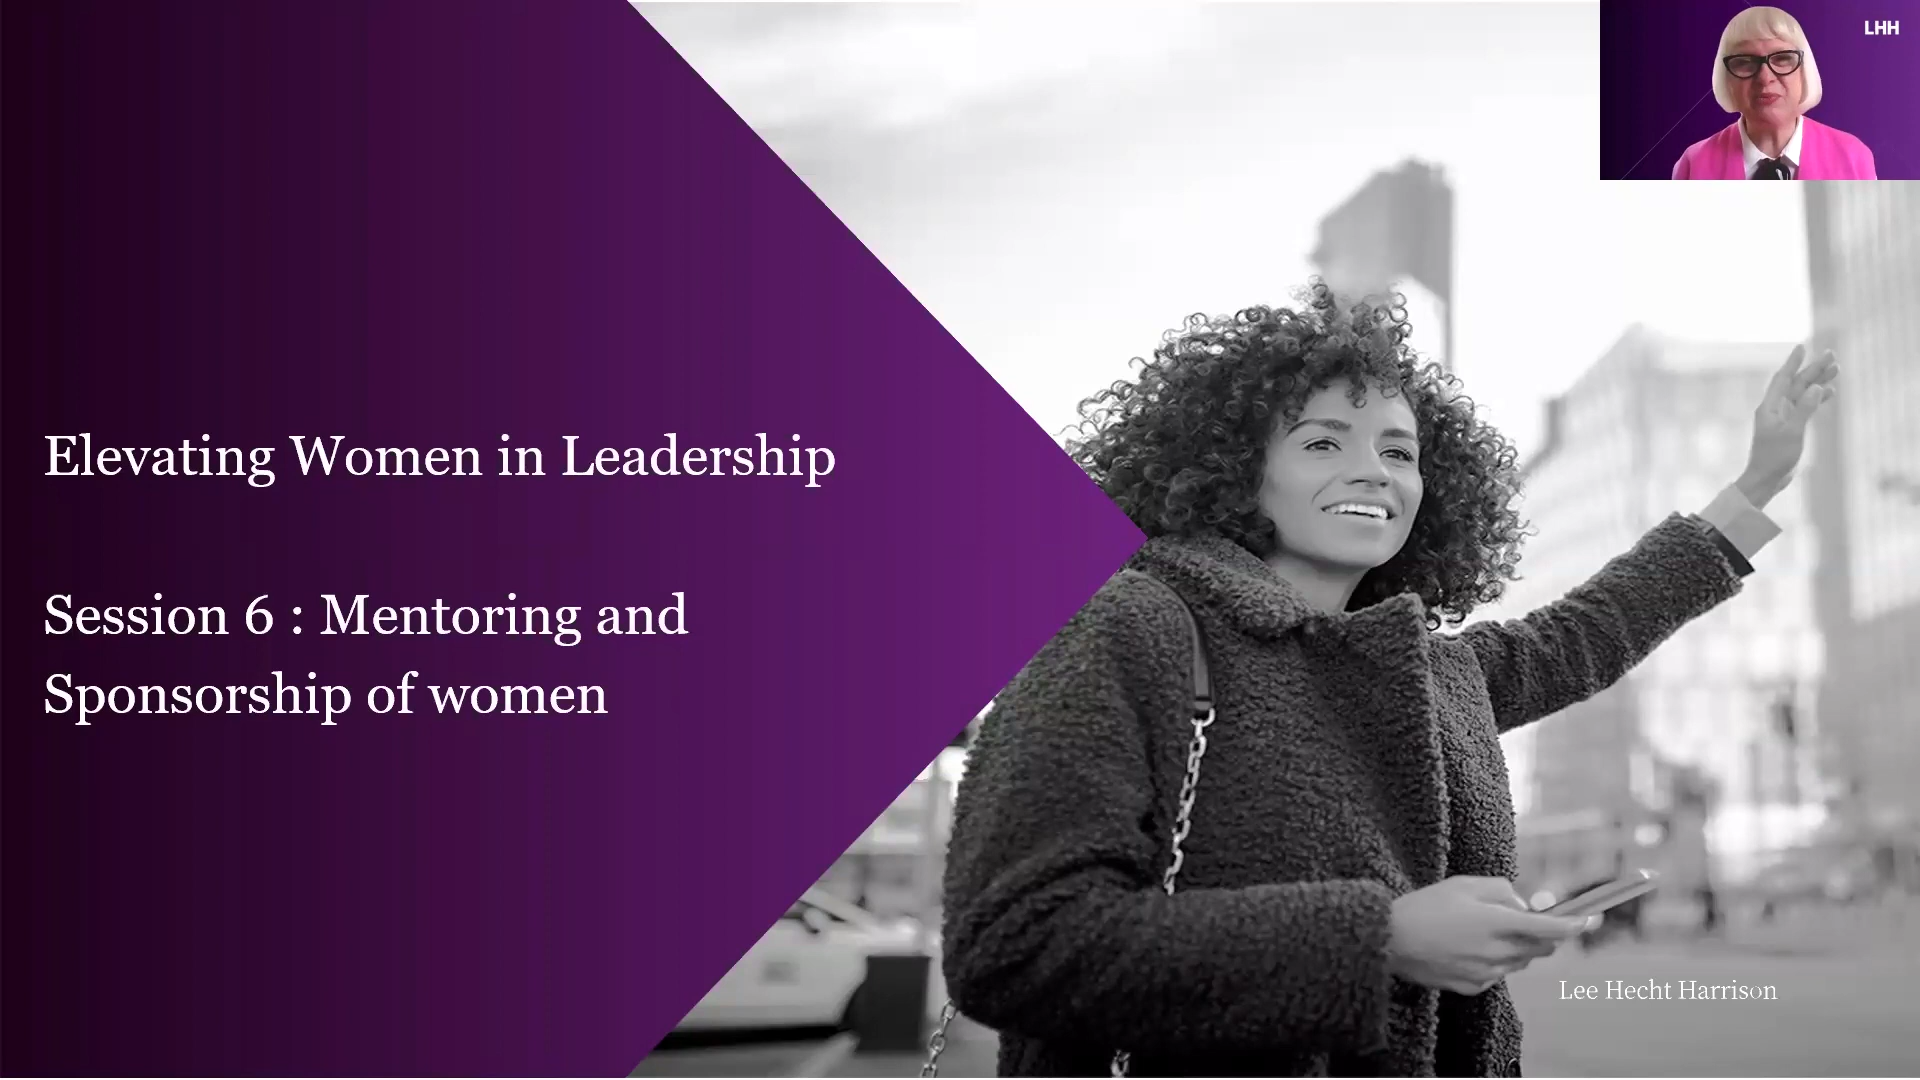 LHH
Elevating Women in Leadership
Session 6 : Mentoring and
Sponsorship of women
Lee Hecht Harrison